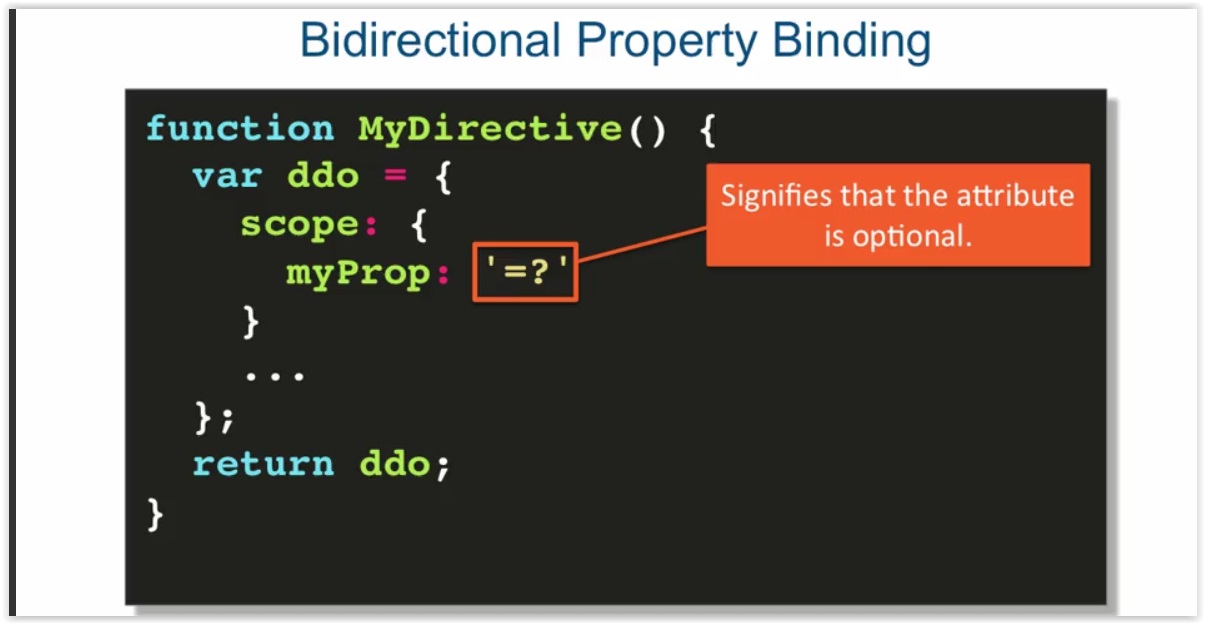 Bidirectional Property Binding
function MyDirective() {
var ddo = {
scope: {
myProp: '=?'
}
...
};
return ddo;
}
Signifies that the attribute
is optional.